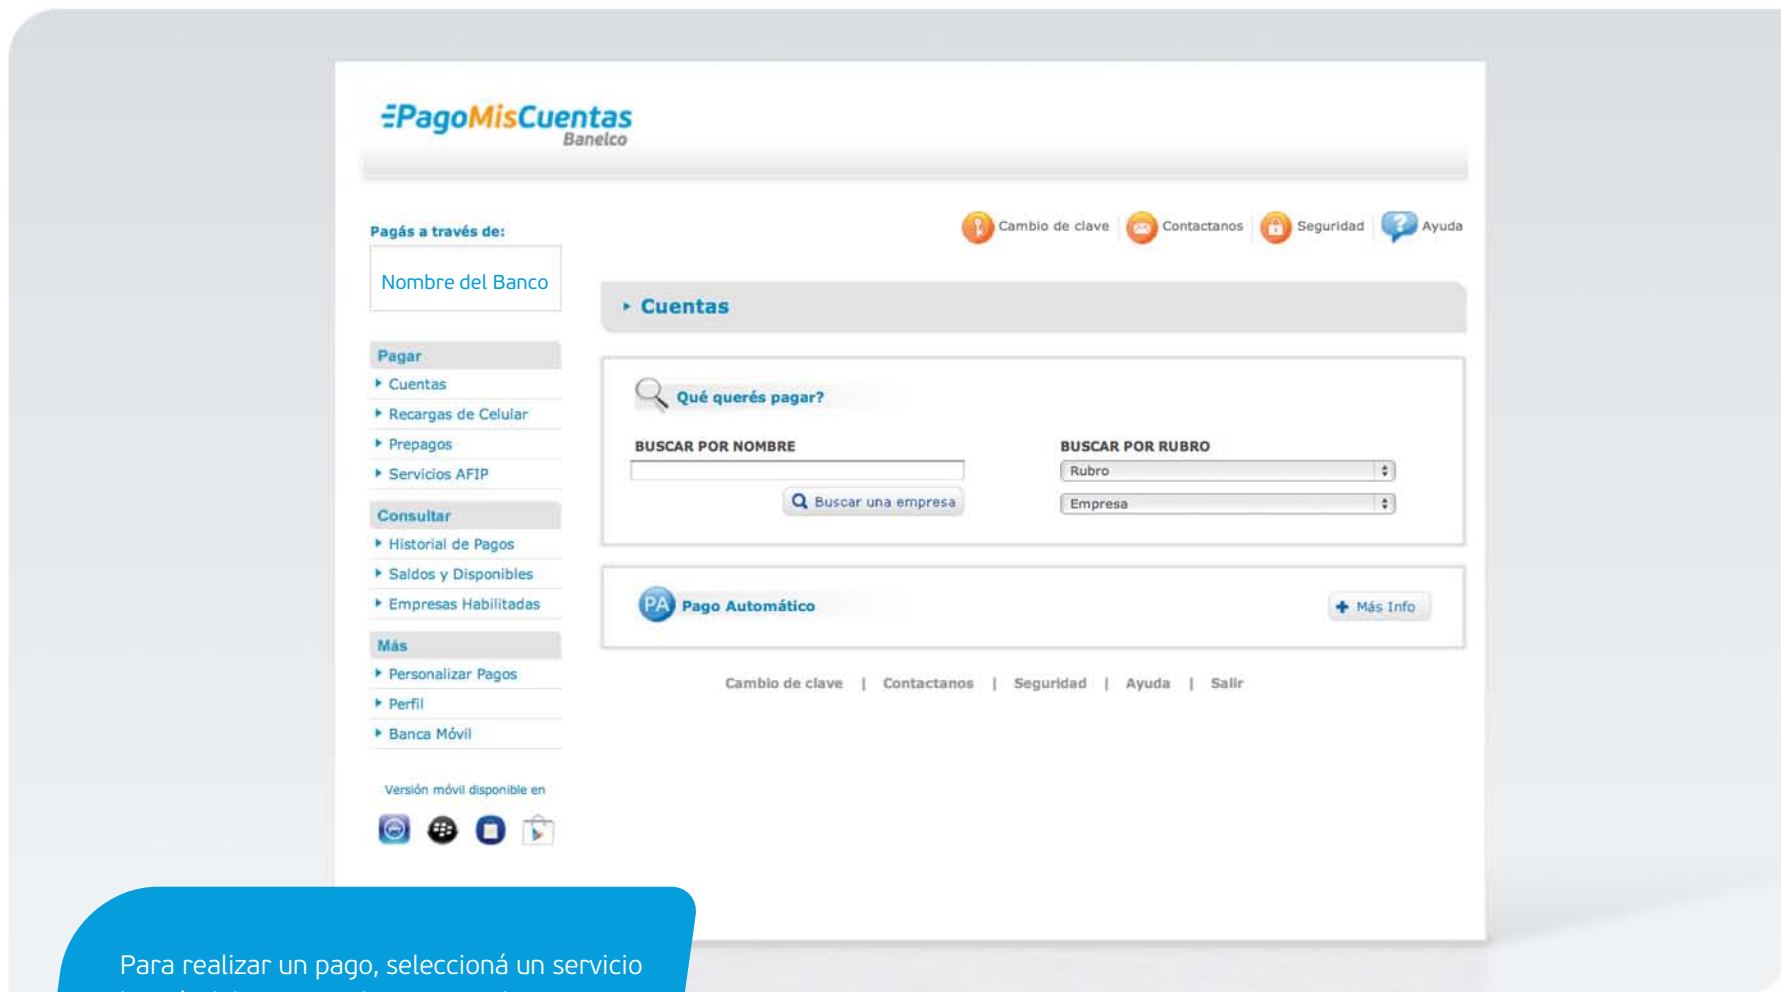 PagoMisCuentas
Banelco
Cambio de clave
Contactanos
Seguridad
Ayuda
Pagás a través de:
Nombre del Banco
Cuentas
Pagar
Cuentas
Recargas de Celular
Prepagos
Servicios AFIP
Consultar
Historial de Pagos
Saldos y Disponibles
Empresas Habilitadas
Más
Personalizar Pagos
Perfil
Banca Móvil
Versión móvil disponible en
Qué querés pagar?
BUSCAR POR NOMBRE
Buscar una empresa
BUSCAR POR RUBRO
Rubro
Empresa
PA Pago Automático
Más Info
Cambio de clave | Contactanos | Seguridad | Ayuda | Salir
Para realizar un pago, seleccioná un servicio